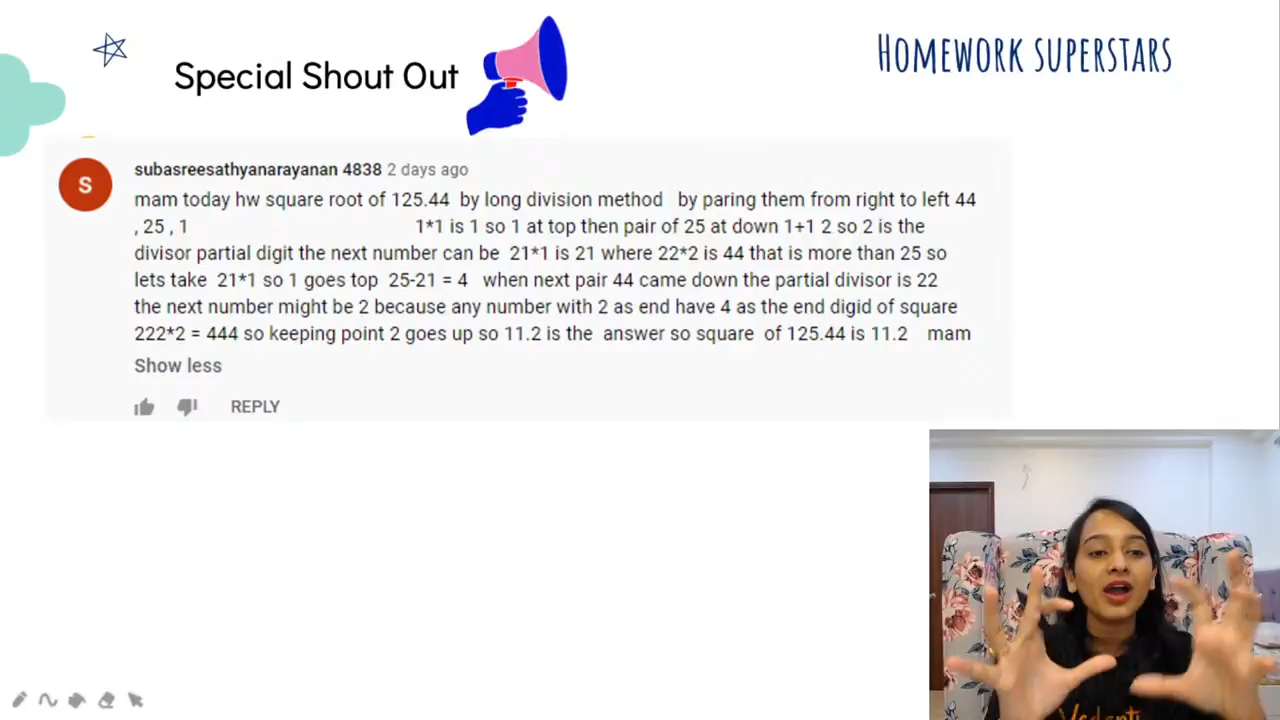 Special Shout Out
HOMEWORK SUPERSTARS
S
subasreesathyanarayanan 4838 2 days ago
mam today hw square root of 125.44 by long division method by paring them from right to left 44
, 25 , 1 1*1 is 1 so 1 at top then pair of 25 at down 1+1 2 so 2 is the
divisor partial digit the next number can be 21*1 is 21 where 22*2 is 44 that is more than 25 so
lets take 21*1 so 1 goes top 25-21 = 4 when next pair 44 came down the partial divisor is 22
the next number might be 2 because any number with 2 as end have 4 as the end digid of square
222*2 = 444 so keeping point 2 goes up so 11.2 is the answer so square of 125.44 is 11.2 mam
Show less
REPLY